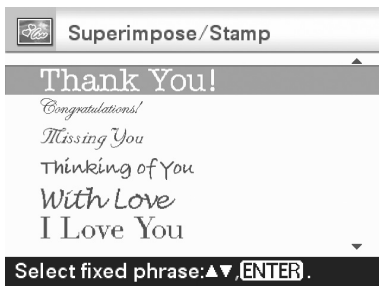 Superimpose/Stamp
Thank You!
Congratulations!
Missing You
Thinking of You
With Love
I Love You
Select fixed phrase:▲▼,ENTER.